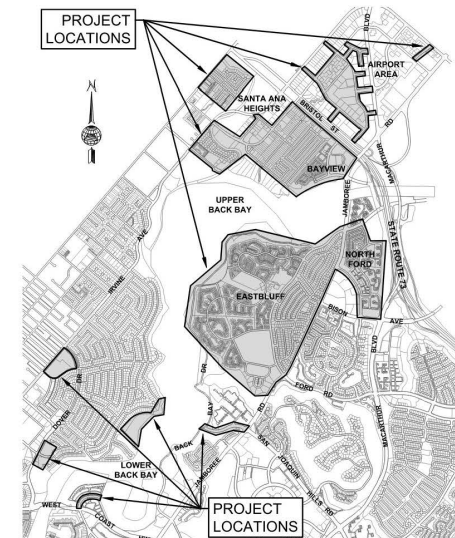 PROJECT
LOCATIONS
BLVD
AIRPORT
AREA
N
SANTA ANA
HEIGHTS
BRISTOL ST
MACARTHUR RD
BAYVIEW
UPPER
BACK BAY
JAMBOREE
STATE ROUTE 73
IRVINE AVE
NORTH
FORD
EASTBLUFF
BISON AVE
BLVD
DR
FORD RD
MACARTHUR
DOVER DR
BACK BAY
RD
SAN JOAQUIN HILLS RD
LOWER
BACK BAY
JAMBOREE
WEST COAST
PROJECT
LOCATIONS